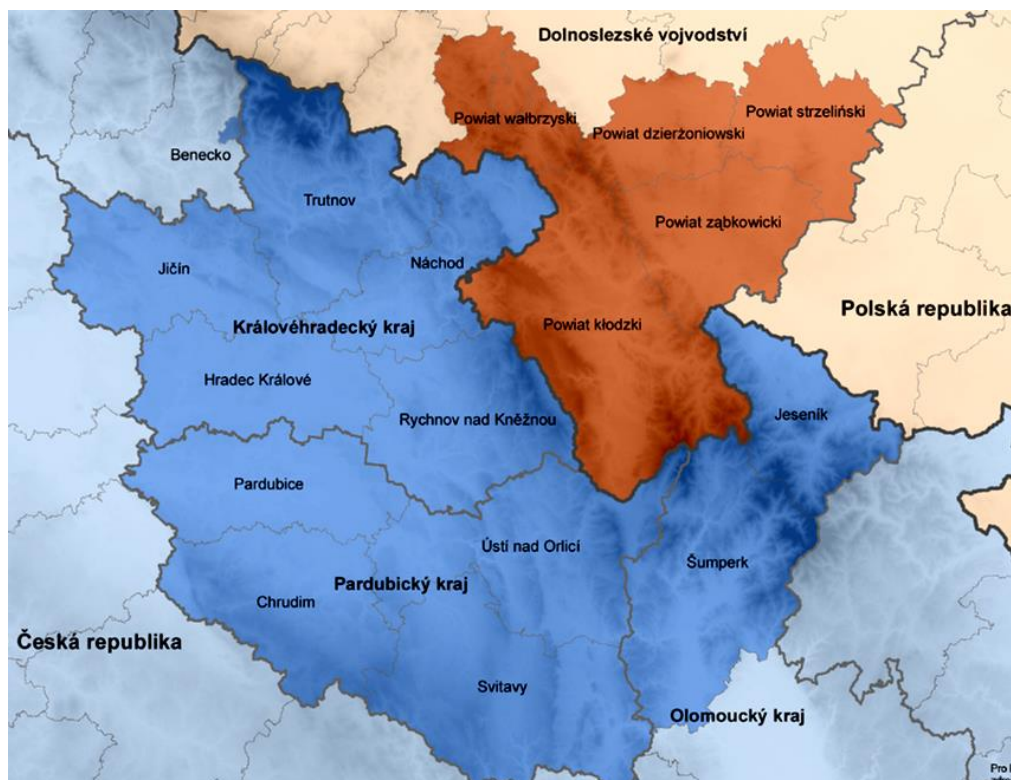 Dolnoslezské vojvodství
Powiat strzeliński
Powiat wałbrzyski
Powiat dzierżoniowski
Benecko
Trutnov
Powiat ząbkowicki
Náchod
Jičín
Polská republika
Královéhradecký kraj
Powiat kłodzki
Hradec Králové
Jeseník
Rychnov nad Kněžnou
Pardubice
Ústí nad Orlicí
Šumperk
Pardubický kraj
Chrudim
Česká republika
Svitavy
Olomoucký kraj
Pro